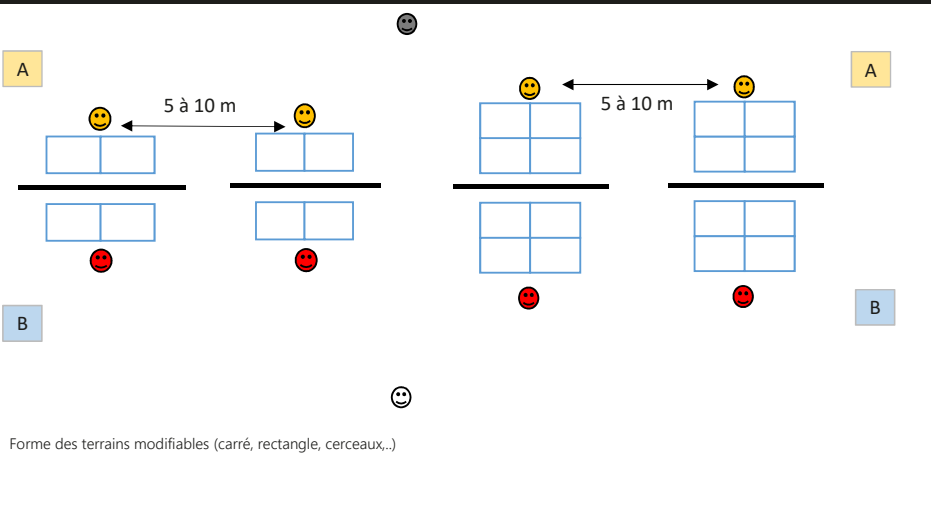 A
A
5 à 10 m
5 à 10 m
B
B
Forme des terrains modifiables (carré, rectangle, cerceaux,..)